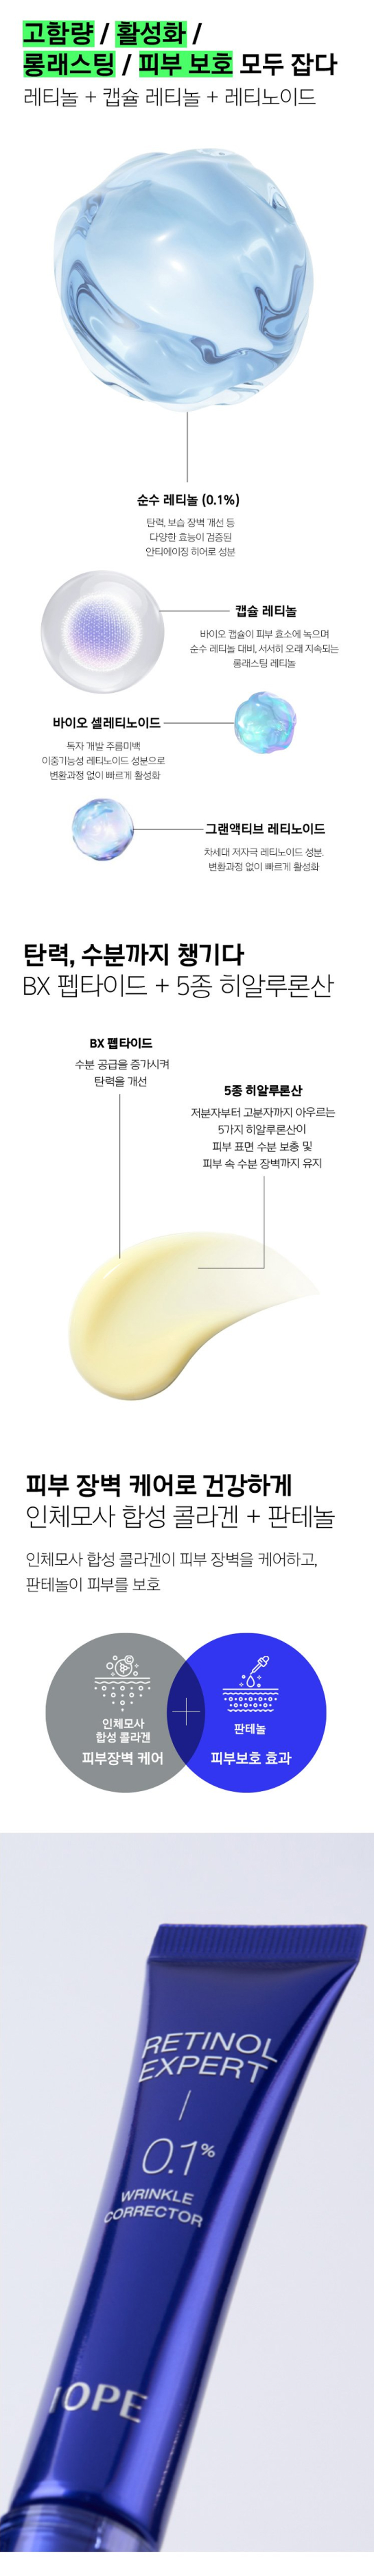 고함량 / 활성화 /
롱래스팅 / 피부 보호 모두 잡다
레티놀 + 캡슐 레티놀 + 레티노이드
순수 레티놀 (0.1%)
탄력, 보습 장벽 개선 등
다양한 효능이 검증된
안티에이징 히어로 성분
캡슐 레티놀
바이오 캡슐이 피부 효소에 녹으며
순수 레티놀 대비, 서서히 오래 지속되는
롱래스팅 레티놀
바이오 셀레티노이드
독자 개발 주름미백
이중기능성 레티노이드 성분으로
변환과정 없이 빠르게 활성화
그랜액티브 레티노이드
차세대 저자극 레티노이드 성분.
변환과정 없이 빠르게 활성화
탄력, 수분까지 챙기다
BX 펩타이드 + 5종 히알루론산
BX 펩타이드
수분 공급을 증가시켜
탄력을 개선
5종 히알루론산
저분자부터 고분자까지 아우르는
5가지 히알루론산이
피부 표면 수분 보충 및
피부 속 수분 장벽까지 유지
피부 장벽 케어로 건강하게
인체모사 합성 콜라겐 + 판테놀
인체모사 합성 콜라겐이 피부 장벽을 케어하고,
판테놀이 피부를 보호
인체모사
합성 콜라겐
피부장벽 케어
판테놀
피부보호 효과
RETINOL
EXPERT
0.1%
WRINKLE
CORRECTOR
IOPE